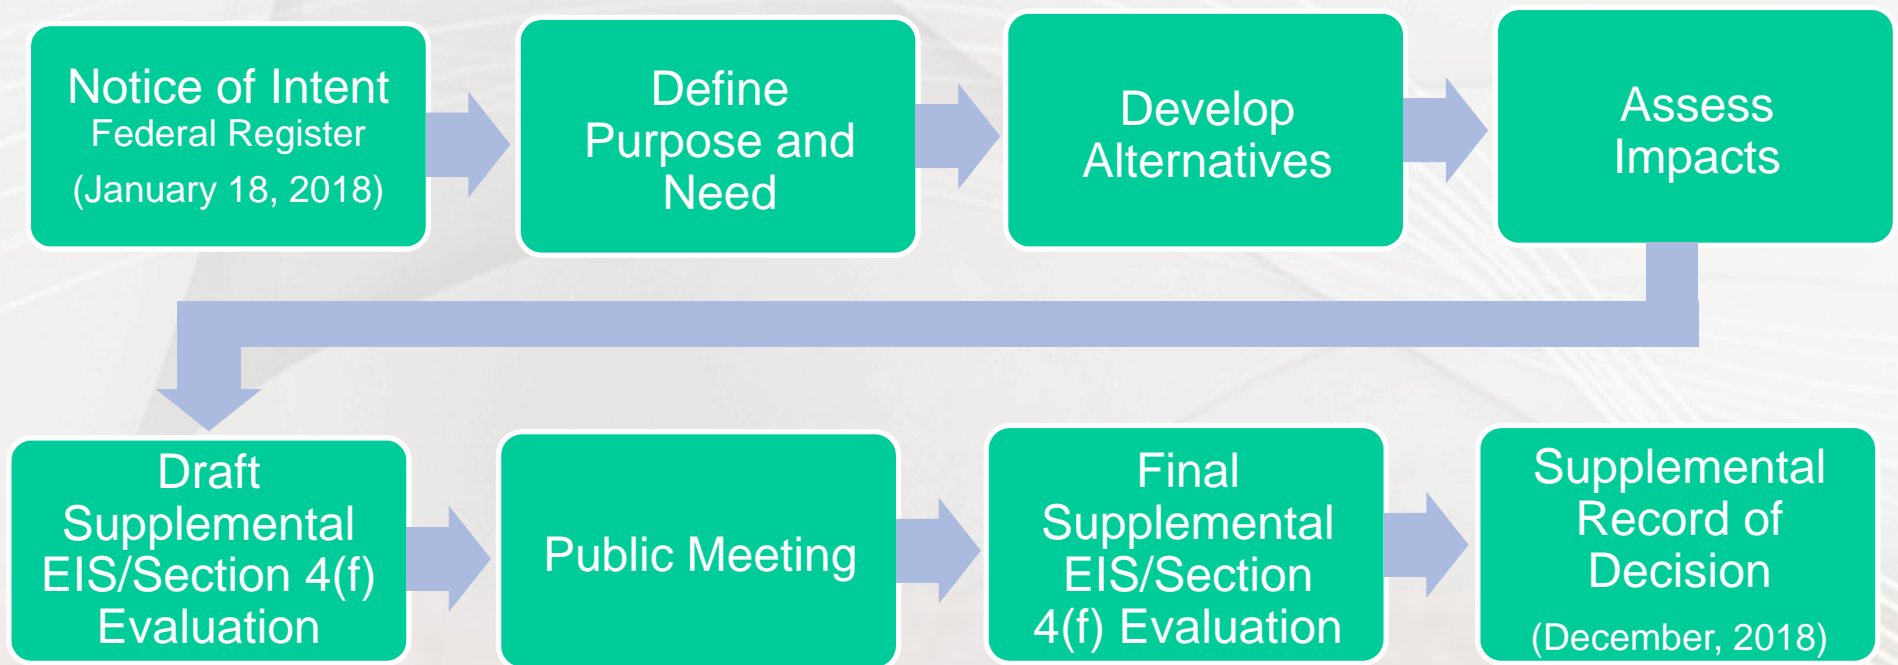 Notice of Intent
Federal Register
(January 18, 2018)
Define
Purpose and
Need
Develop
Alternatives
Assess
Impacts
Draft
Supplemental
EIS/Section 4(f)
Evaluation
Public Meeting
Final
Supplemental
EIS/Section
4(f) Evaluation
Supplemental
Record of
Decision
(December, 2018)